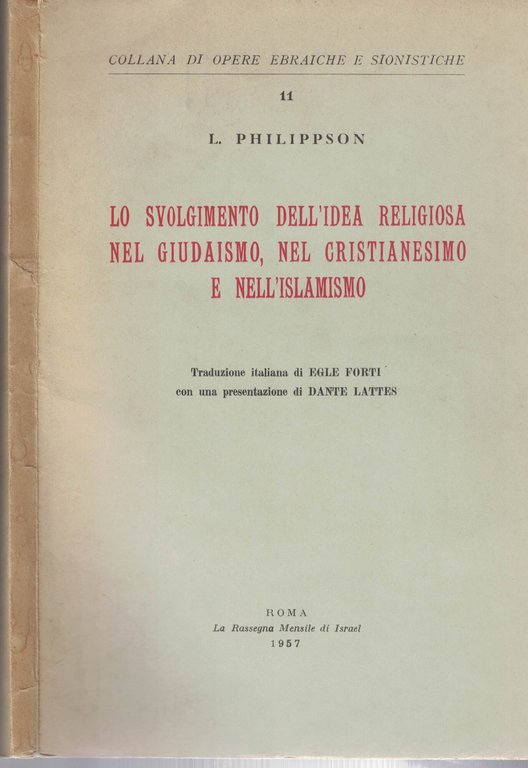 COLLANA DI OPERE EBRAICHE E SIONISTICHE
11
L. PHILIPPSON
LO SVOLGIMENTO DELL'IDEA RELIGIOSA
NEL GIUDAISMO, NEL CRISTIANESIMO
E NELL'ISLAMISMO
Traduzione italiana di EGLE FORTI
con una presentazione di DANTE LATTES
ROMA
La Rassegna Mensile di Israel
1957